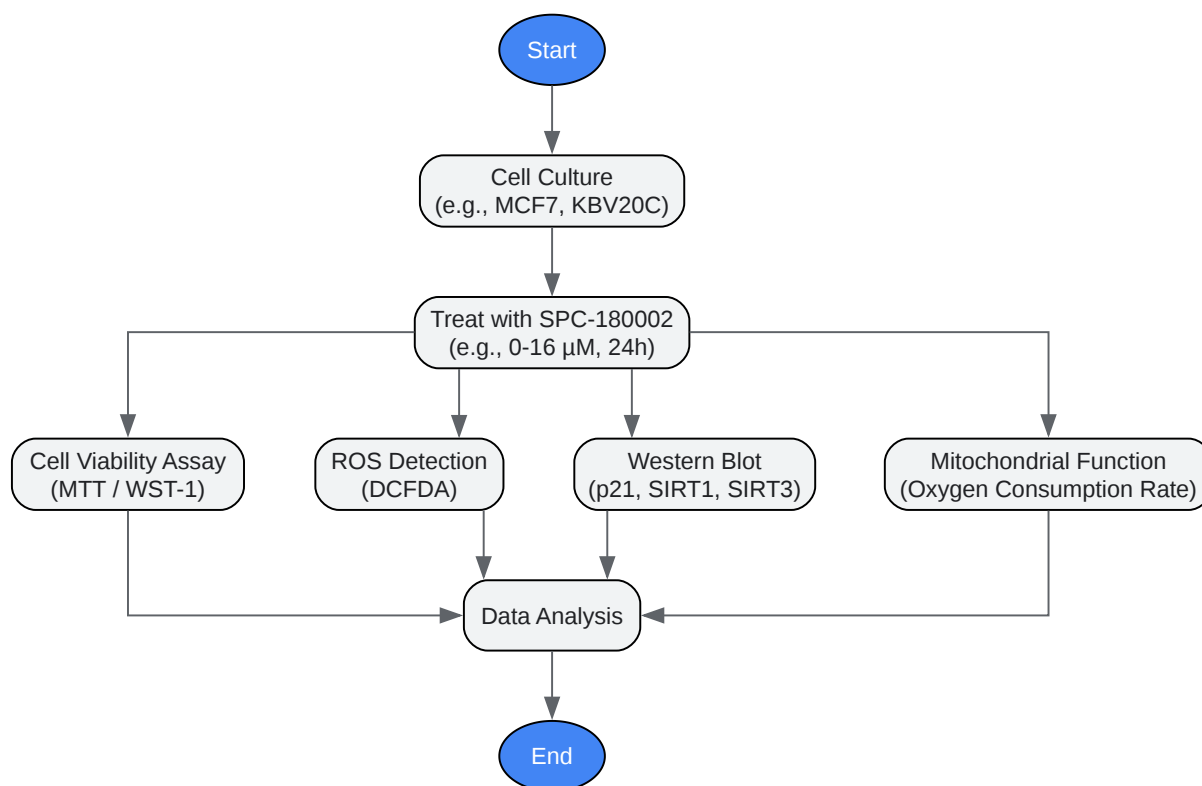 Start
Cell Culture
(e.g., MCF7, KBV20C)
Treat with SPC-180002
(e.g., 0-16 µM, 24h)
Cell Viability Assay
(MTT / WST-1)
ROS Detection
(DCFDA)
Western Blot
(p21, SIRT1, SIRT3)
Mitochondrial Function
(Oxygen Consumption Rate)
Data Analysis
End